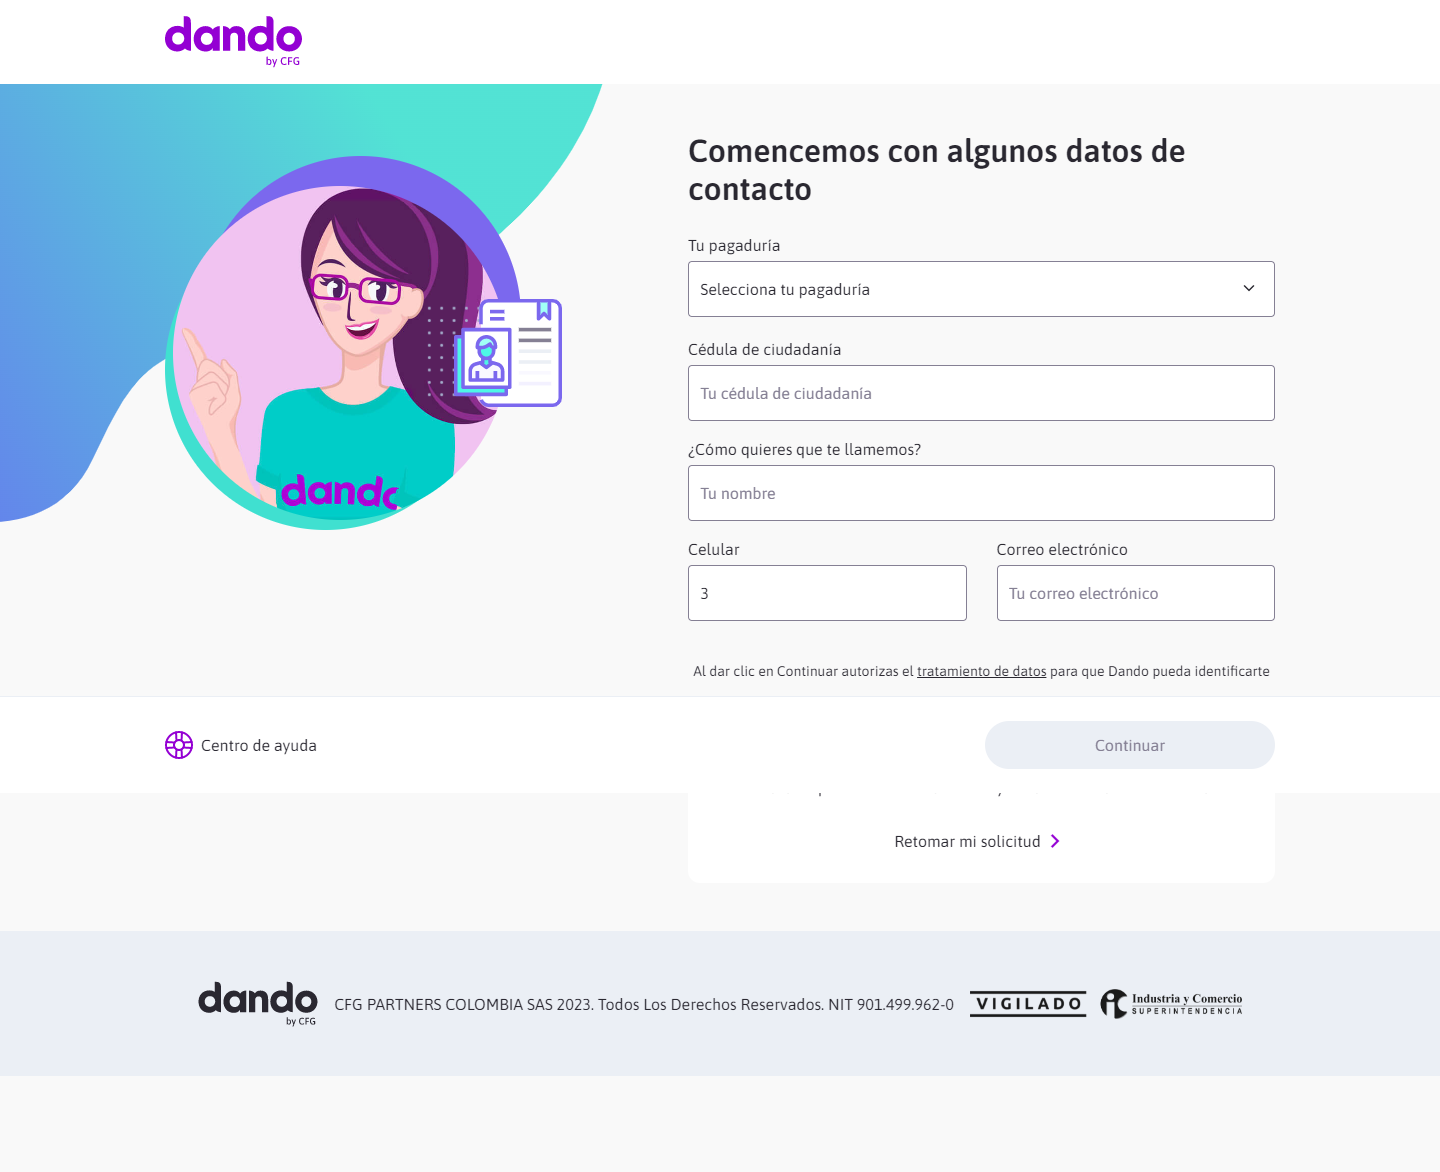 dando
by CFG
Comencemos con algunos datos de
contacto
Tu pagaduría
Selecciona tu pagaduría
Cédula de ciudadanía
Tu cédula de ciudadanía
¿Cómo quieres que te llamemos?
Tu nombre
Celular
Correo electrónico
3
Tu correo electrónico
Al dar clic en Continuar autorizas el tratamiento de datos para que Dando pueda identificarte
dando
Centro de ayuda
Continuar
Retomar mi solicitud
dando
by CFG
CFG PARTNERS COLOMBIA SAS 2023. Todos Los Derechos Reservados. NIT 901.499.962-0
VIGILADO
Industria y Comercio
SUPERINTENDENCIA